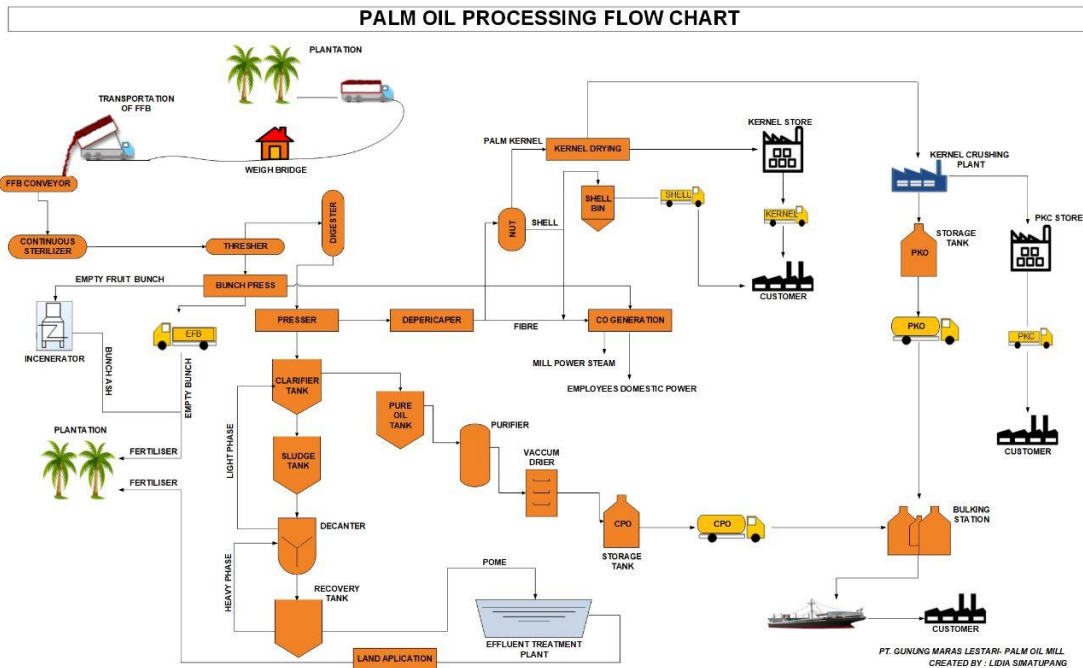 PALM OIL PROCESSING FLOW CHART
PLANTATION
TRANSPORTATION
OF FFB
WEIGH BRIDGE
FFB CONVEYOR
CONTINUOUS
STERILIZER
THRESHER
DIGESTER
BUNCH PRESS
EMPTY FRUIT BUNCH
INCENERATOR
EFB
BUNCH ASH
EMPTY BUNCH
PLANTATION
FERTILISER
FERTILISER
PRESSER
DEPERICAPER
FIBRE
CO GENERATION
MILL POWER STEAM
EMPLOYEES DOMESTIC POWER
NUT
SHELL
PALM KERNEL
KERNEL DRYING
SHELL
BIN
SHELL
KERNEL STORE
KERNEL
CUSTOMER
KERNEL CRUSHING
PLANT
STORAGE
TANK
PKO
PKO
PKC STORE
PKC
CUSTOMER
CLARIFIER
TANK
PURE
OIL
TANK
PURIFIER
VACCUM
DRIER
SLUDGE
TANK
LIGHT PHASE
DECANTER
HEAVY PHASE
RECOVERY
TANK
POME
EFFLUENT TREATMENT
PLANT
LAND APLICATION
CPO
STORAGE
TANK
CPO
BULKING
STATION
CUSTOMER
PT. GUNUNG MARAS LESTARI- PALM OIL MILL
CREATED BY : LIDIA SIMATUPANG